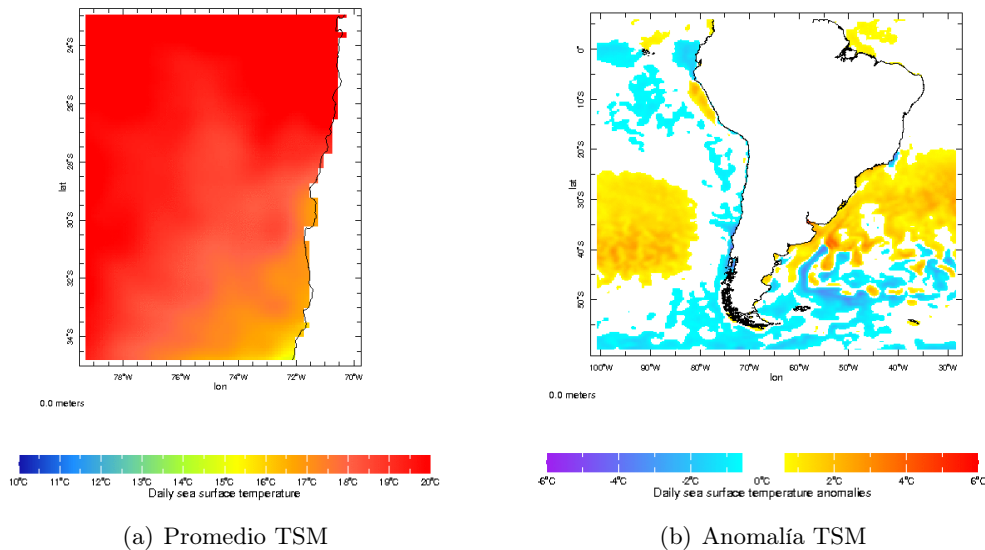 24°S
26°S
28°S
lat
30°S
32°S
34°S
78°W 76°W 74°W 72°W 70°W
lon
0.0 meters
10°C 11°C 12°C 13°C 14°C 15°C 16°C 17°C 18°C 19°C 20°C
Daily sea surface temperature
(a) Promedio TSM
0°
10°S
20°S
lat
30°S
40°S
50°S
100°W 90°W 80°W 70°W 60°W 50°W 40°W 30°W
lon
0.0 meters
-6°C -4°C -2°C 0°C 2°C 4°C 6°C
Daily sea surface temperature anomalies
(b) Anomalía TSM